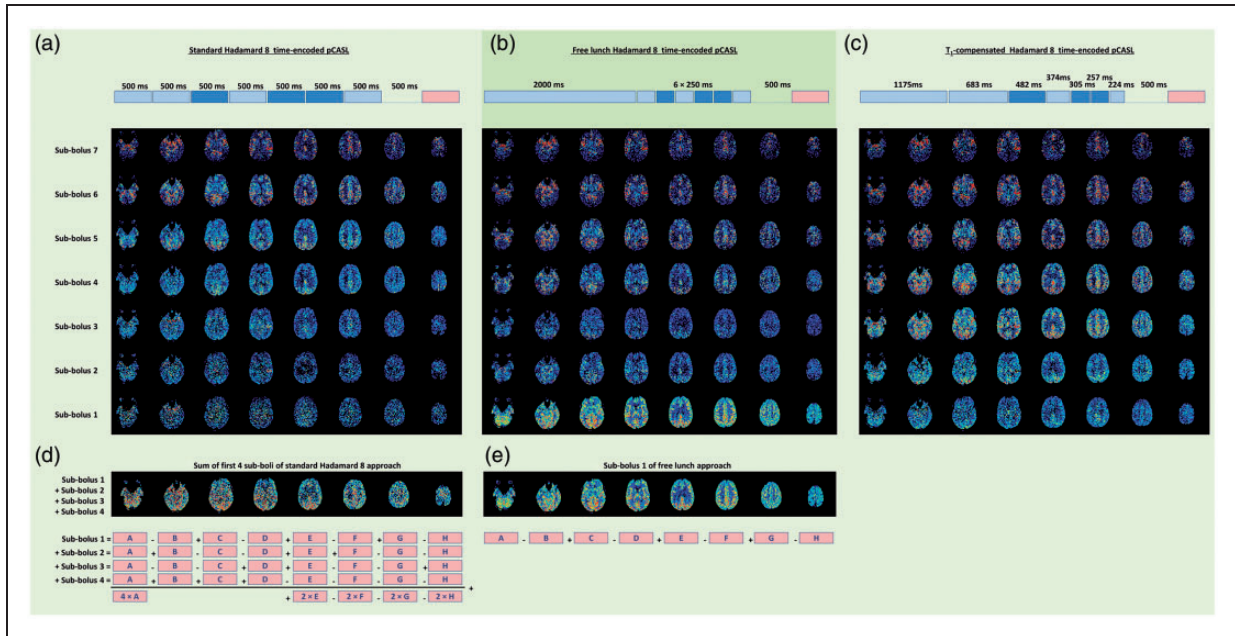 (a)
Standard Hadamard 8 time-encoded pCASL
500 ms 500 ms 500 ms 500 ms 500 ms 500 ms 500 ms 500 ms
(b)
Free lunch Hadamard 8 time-encoded pCASL
2000 ms 6 × 250 ms 500 ms
(c)
T1-compensated Hadamard 8 time-encoded pCASL
1175ms 683 ms 482 ms 374ms 305 ms 257 ms 224 ms 500 ms
Sub-bolus 7
Sub-bolus 6
Sub-bolus 5
Sub-bolus 4
Sub-bolus 3
Sub-bolus 2
Sub-bolus 1
(d)
Sum of first 4 sub-boli of standard Hadamard 8 approach
Sub-bolus 1
+ Sub-bolus 2
+ Sub-bolus 3
+ Sub-bolus 4
Sub-bolus 1 = A - B + C - D + E - F + G - H
+ Sub-bolus 2 = A + B - C - D + E + F - G - H
+ Sub-bolus 3 = A - B - C + D + E - F - G + H
+ Sub-bolus 4 = A + B + C + D - E - F - G - H
+
4 × A + 2 × E - 2 × F - 2 × G - 2 × H
(e)
Sub-bolus 1 of free lunch approach
A - B + C - D + E - F + G - H